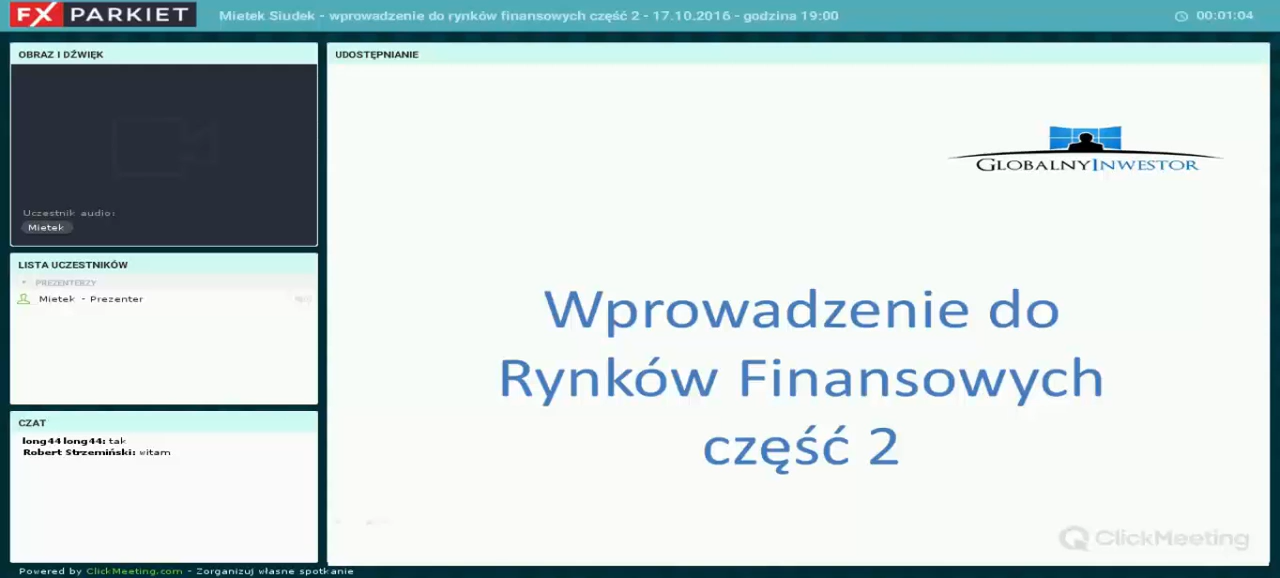 FX PARKIET
Mietek Siudek - wprowadzenie do rynków finansowych część 2 - 17.10.2016 - godzina 19:00
00:01:04
OBRAZ I DŹWIĘK
Uczestnik audio:
Mietek
LISTA UCZESTNIKÓW
PREZENTERZY
Mietek - Prezenter
CZAT
long44 long44: tak
Robert Strzemiński: witam
UDOSTĘPNIANIE
GLOBALNYINWESTOR
Wprowadzenie do
Rynków Finansowych
część 2
ClickMeeting
Powered by ClickMeeting.com - Zorganizuj własne spotkanie